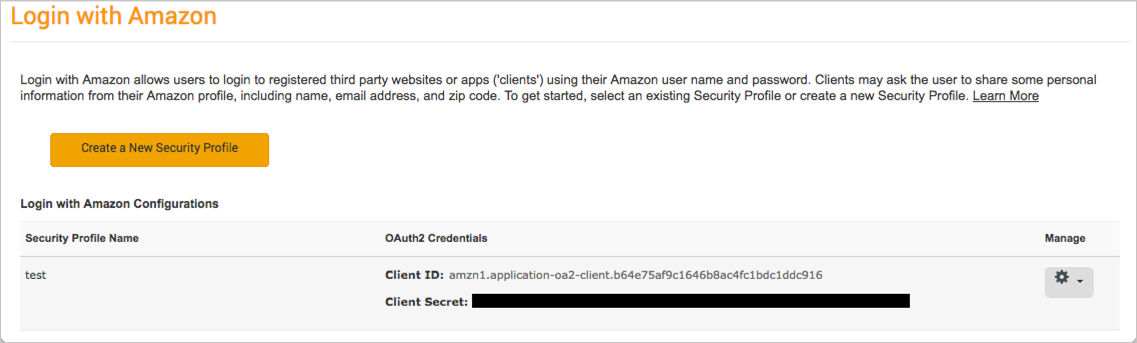 Login with Amazon
Login with Amazon allows users to login to registered third party websites or apps ('clients') using their Amazon user name and password. Clients may ask the user to share some personal
information from their Amazon profile, including name, email address, and zip code. To get started, select an existing Security Profile or create a new Security Profile. Learn More
Create a New Security Profile
Login with Amazon Configurations
Security Profile Name OAuth2 Credentials Manage
test Client ID: amzn1.application-oa2-client.b64e75af9c1646b8ac4fc1bdc1ddc916
Client Secret: